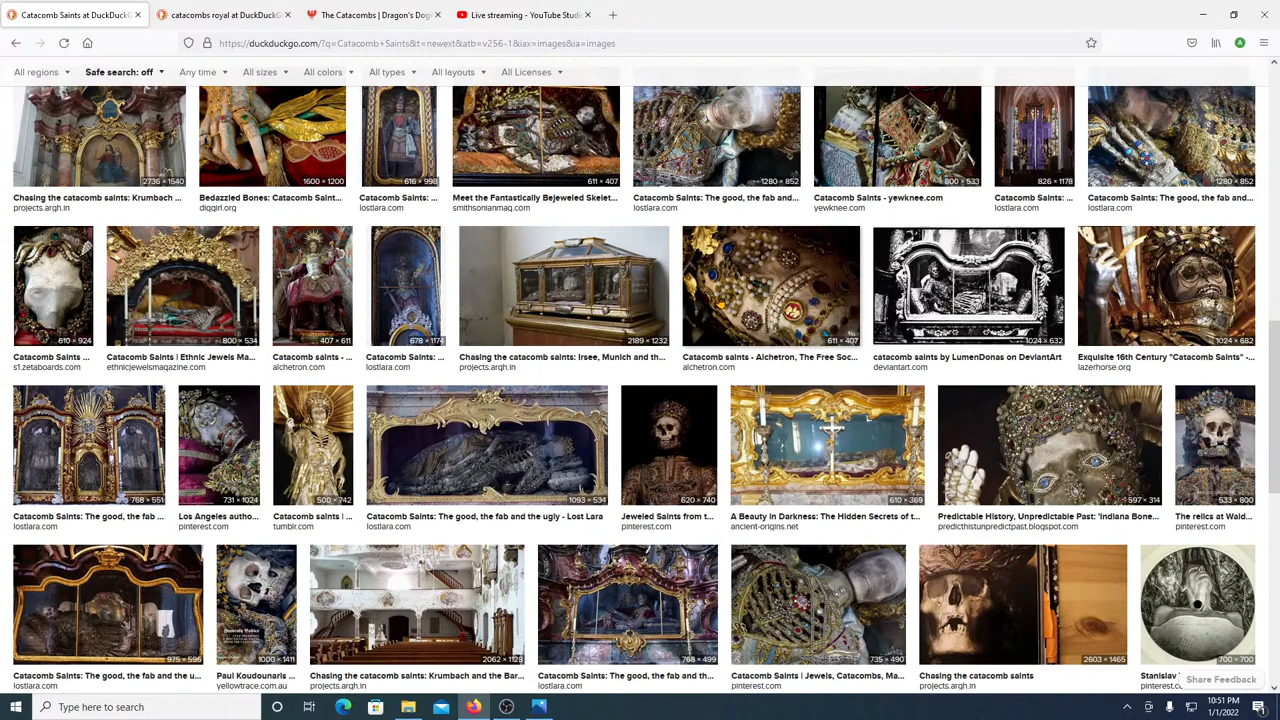 Catacomb Saints at DuckDuckG
catacombs royal at DuckDuckG
The Catacombs | Dragon's Dog
Live streaming - YouTube Studi
https://duckduckgo.com/?q=Catacomb+Saints&t=newext&atb=v256-1&iax=images&ia=images
All regions
Safe search: off
Any time
All sizes
All colors
All types
All layouts
All Licenses
2736 × 1540
1600 × 1200
616 × 998
611 × 407
1280 × 852
800 × 533
826 × 1178
1280 × 852
Chasing the catacomb saints: Krumbach ...
Bedazzled Bones: Catacomb Saint...
Catacomb Saints: ...
Meet the Fantastically Bejeweled Skelet...
Catacomb Saints: The good, the fab and...
Catacomb Saints - yewknee.com
Catacomb Saints: ...
Catacomb Saints: The good, the fab and...
projects.argh.in
diggirl.org
lostlara.com
smithsonianmag.com
lostlara.com
yewknee.com
lostlara.com
lostlara.com
610 × 924
800 × 534
407 × 611
678 × 1174
2189 × 1232
611 × 407
1024 × 632
1024 × 682
Catacomb Saints ...
Catacomb Saints | Ethnic Jewels Ma...
Catacomb saints - ...
Catacomb Saints: ...
Chasing the catacomb saints: Irsee, Munich and th...
Catacomb saints - Alchetron, The Free Soc...
catacomb saints by LumenDonas on DeviantArt
Exquisite 16th Century "Catacomb Saints" -...
s1.zetaboards.com
ethnicjewelsmagazine.com
alchetron.com
lostlara.com
projects.argh.in
alchetron.com
deviantart.com
lazerhorse.org
768 × 551
731 × 1024
500 × 742
1093 × 534
620 × 740
610 × 369
597 × 314
533 × 800
Catacomb Saints: The good, the fab ...
Los Angeles autho...
Catacomb saints | ...
Catacomb Saints: The good, the fab and the ugly - Lost Lara
Jeweled Saints from t...
A Beauty in Darkness: The Hidden Secrets of t...
Predictable History, Unpredictable Past: 'Indiana Bone...
The relics at Wald...
lostlara.com
pinterest.com
tumblr.com
lostlara.com
pinterest.com
ancient-origins.net
predicthistunpredictpast.blogspot.com
pinterest.com
975 × 596
1000 × 1411
2062 × 1128
768 × 499
735 × 490
2603 × 1465
700 × 700
Catacomb Saints: The good, the fab and the u...
Paul Koudounaris ...
Chasing the catacomb saints: Krumbach and the Bar...
Catacomb Saints: The good, the fab and th...
Catacomb Saints | Jewels, Catacombs, Ma...
Chasing the catacomb saints
Stanislav
lostlara.com
yellowtrace.com.au
projects.argh.in
lostlara.com
pinterest.com
projects.argh.in
Share Feedback
Type here to search
10:51 PM
1/1/2022